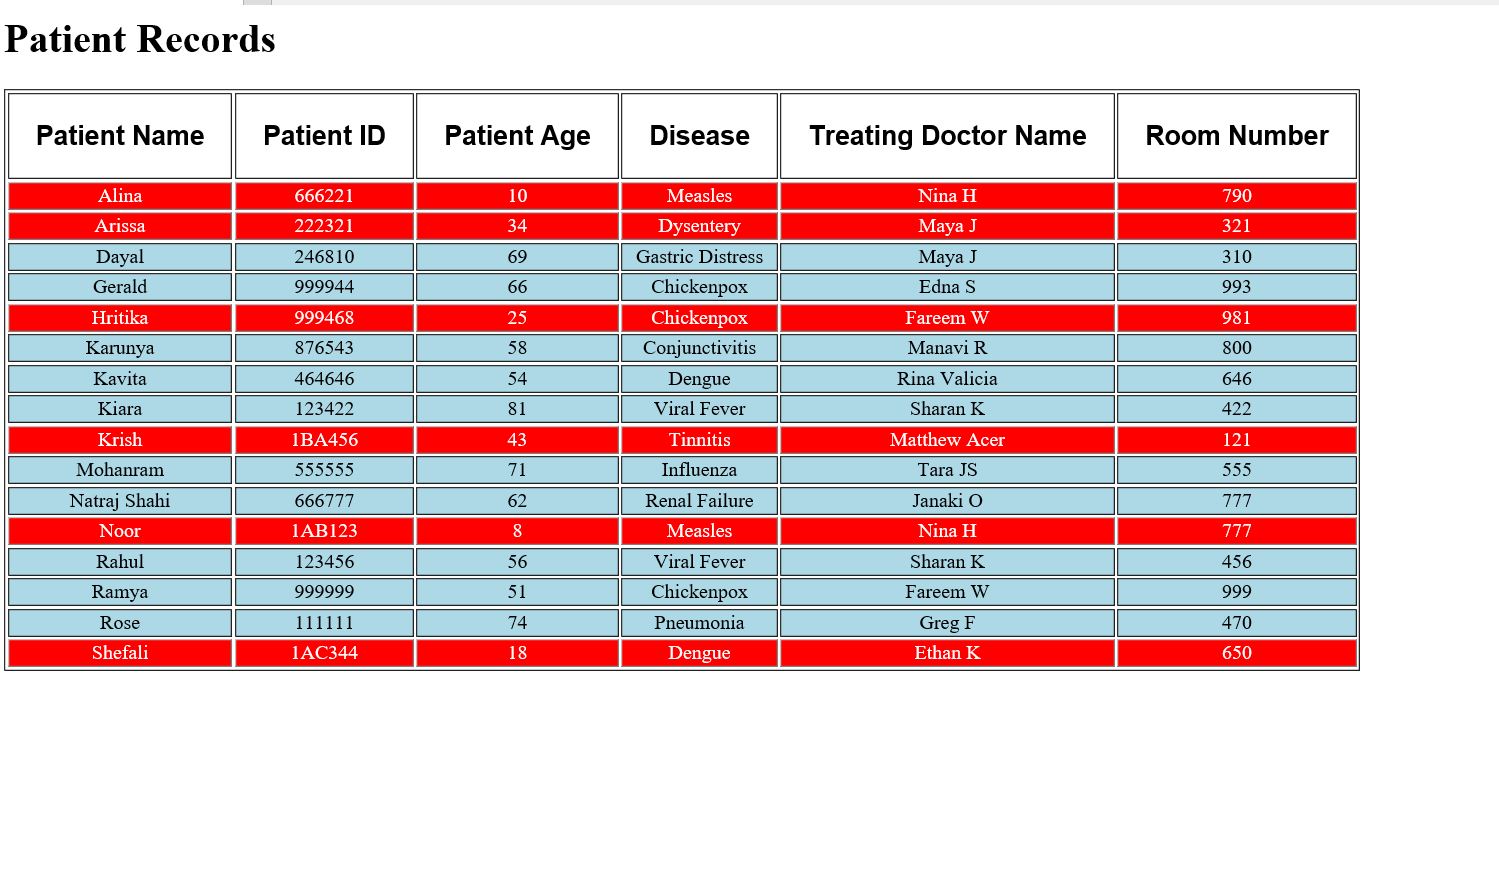 Patient Records
Patient Name Patient ID Patient Age Disease Treating Doctor Name Room Number
Alina 666221 10 Measles Nina H 790
Arissa 222321 34 Dysentery Maya J 321
Dayal 246810 69 Gastric Distress Maya J 310
Gerald 999944 66 Chickenpox Edna S 993
Hritika 999468 25 Chickenpox Fareem W 981
Karunya 876543 58 Conjunctivitis Manavi R 800
Kavita 464646 54 Dengue Rina Valicia 646
Kiara 123422 81 Viral Fever Sharan K 422
Krish 1BA456 43 Tinnitis Matthew Acer 121
Mohanram 555555 71 Influenza Tara JS 555
Natraj Shahi 666777 62 Renal Failure Janaki O 777
Noor 1AB123 8 Measles Nina H 777
Rahul 123456 56 Viral Fever Sharan K 456
Ramya 999999 51 Chickenpox Fareem W 999
Rose 111111 74 Pneumonia Greg F 470
Shefali 1AC344 18 Dengue Ethan K 650